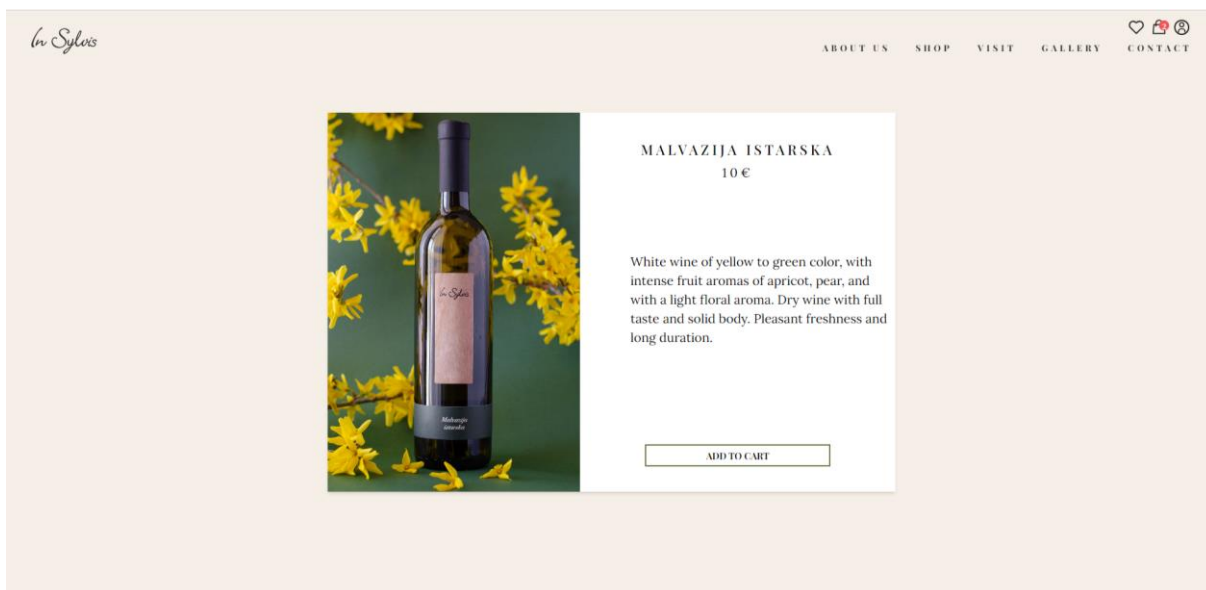 In Sylvis
2
ABOUT US SHOP VISIT GALLERY CONTACT
MALVAZIJA ISTARSKA
10€
In Sylvis
Malvazija
istarska
White wine of yellow to green color, with
intense fruit aromas of apricot, pear, and
with a light floral aroma. Dry wine with full
taste and solid body. Pleasant freshness and
long duration.
ADD TO CART